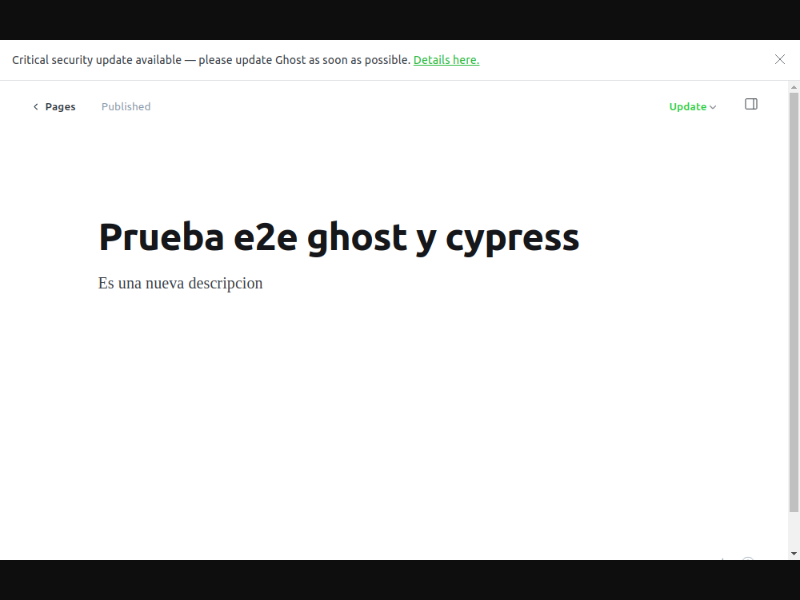 Critical security update available — please update Ghost as soon as possible. Details here.
Pages Published Update
Prueba e2e ghost y cypress
Es una nueva descripcion